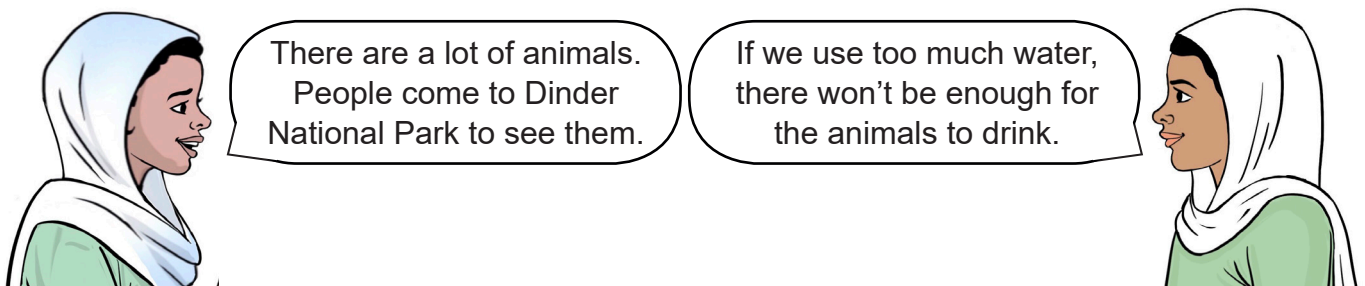 There are a lot of animals.
People come to Dinder
National Park to see them.
If we use too much water,
there won’t be enough for
the animals to drink.